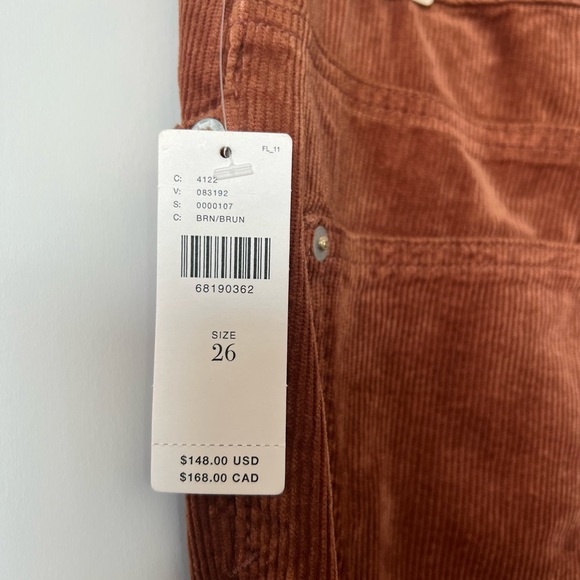 FL_11
C: 4122
V: 083192
S: 0000107
C: BRN/BRUN
68190362
SIZE
26
$148.00 USD
$168.00 CAD